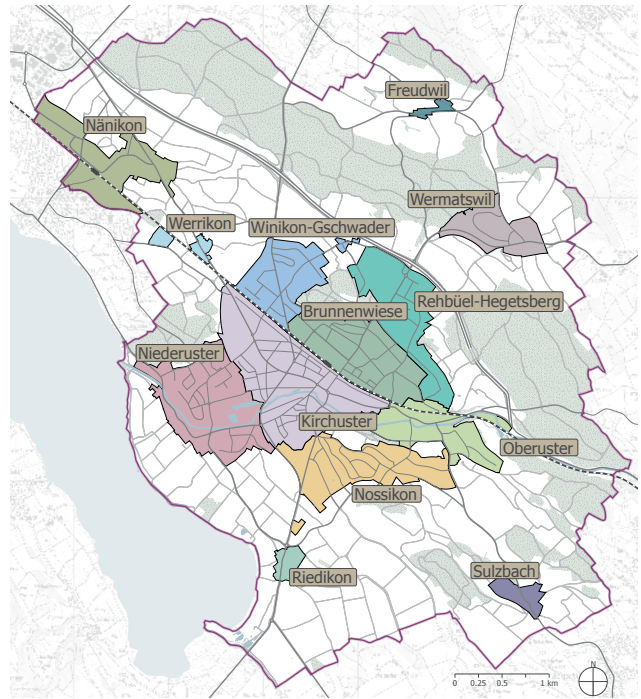 Freudwil
Nänikon
Wermatswil
Werrikon
Winikon-Gschwader
Rehbüel-Hegetsberg
Brunnenwiese
Niederuster
Kirchuster
Oberuster
Nossikon
Sulzbach
Riedikon
N
0 0.25 0.5 1 km